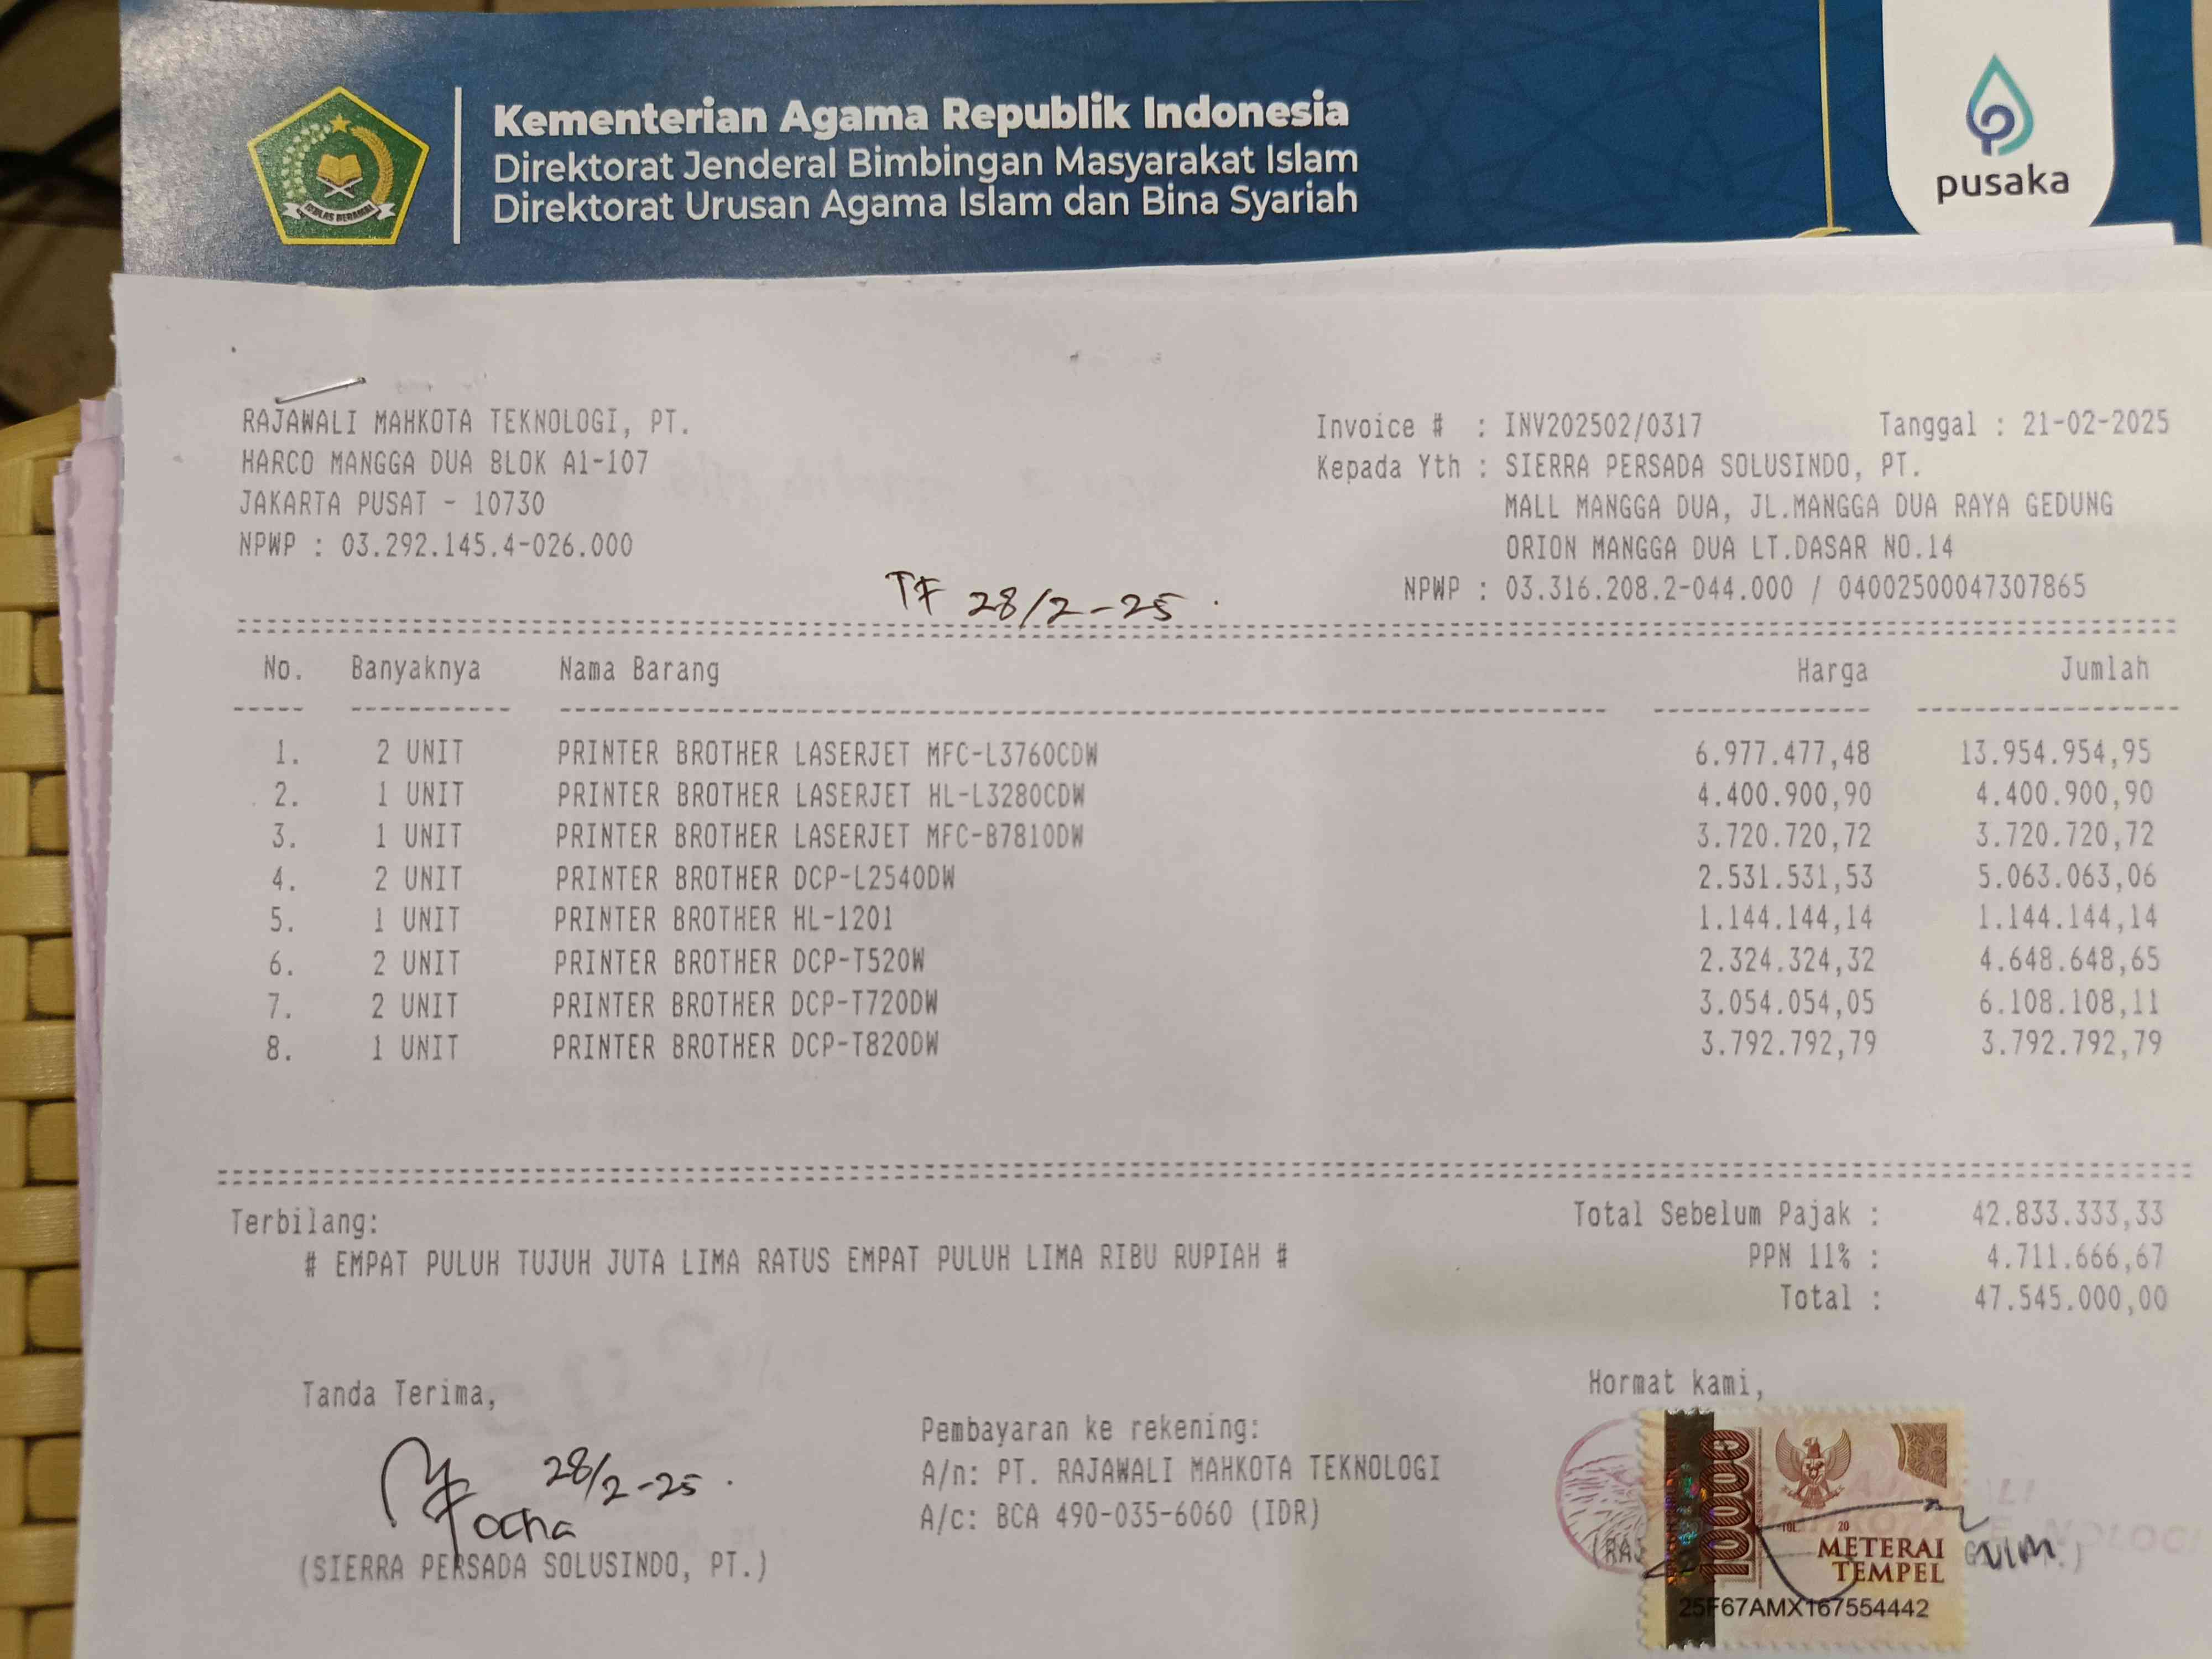 Kementerian Agama Republik Indonesia
Direktorat Jenderal Bimbingan Masyarakat Islam
Direktorat Urusan Agama Islam dan Bina Syariah
IKHLAS BERAMAL
pusaka
RAJAWALI MAHKOTA TEKNOLOGI, PT.
HARCO MANGGA DUA BLOK A1-107
JAKARTA PUSAT - 10730
NPWP : 03.292.145.4-026.000
Invoice # : INV202502/0317 Tanggal : 21-02-2025
Kepada Yth : SIERRA PERSADA SOLUSINDO, PT.
MALL MANGGA DUA, JL.MANGGA DUA RAYA GEDUNG
ORION MANGGA DUA LT.DASAR NO.14
NPWP : 03.316.208.2-044.000 / 04002500047307865
TF 28/2-25.
No. Banyaknya Nama Barang Harga Jumlah
1. 2 UNIT PRINTER BROTHER LASERJET MFC-L3760CDW 6.977.477,48 13.954.954,95
2. 1 UNIT PRINTER BROTHER LASERJET HL-L3280CDW 4.400.900,90 4.400.900,90
3. 1 UNIT PRINTER BROTHER LASERJET MFC-B7810DW 3.720.720,72 3.720.720,72
4. 2 UNIT PRINTER BROTHER DCP-L2540DW 2.531.531,53 5.063.063,06
5. 1 UNIT PRINTER BROTHER HL-1201 1.144.144,14 1.144.144,14
6. 2 UNIT PRINTER BROTHER DCP-T520W 2.324.324,32 4.648.648,65
7. 2 UNIT PRINTER BROTHER DCP-T720DW 3.054.054,05 6.108.108,11
8. 1 UNIT PRINTER BROTHER DCP-T820DW 3.792.792,79 3.792.792,79
Terbilang:
# EMPAT PULUH TUJUH JUTA LIMA RATUS EMPAT PULUH LIMA RIBU RUPIAH #
Total Sebelum Pajak : 42.833.333,33
PPN 11% : 4.711.666,67
Total : 47.545.000,00
Tanda Terima,
28/2-25.
Ocha
(SIERRA PERSADA SOLUSINDO, PT.)
Pembayaran ke rekening:
A/n: PT. RAJAWALI MAHKOTA TEKNOLOGI
A/c: BCA 490-035-6060 (IDR)
Hormat kami,
10000
TGL. 20
METERAI
TEMPEL
25F67AMX167554442